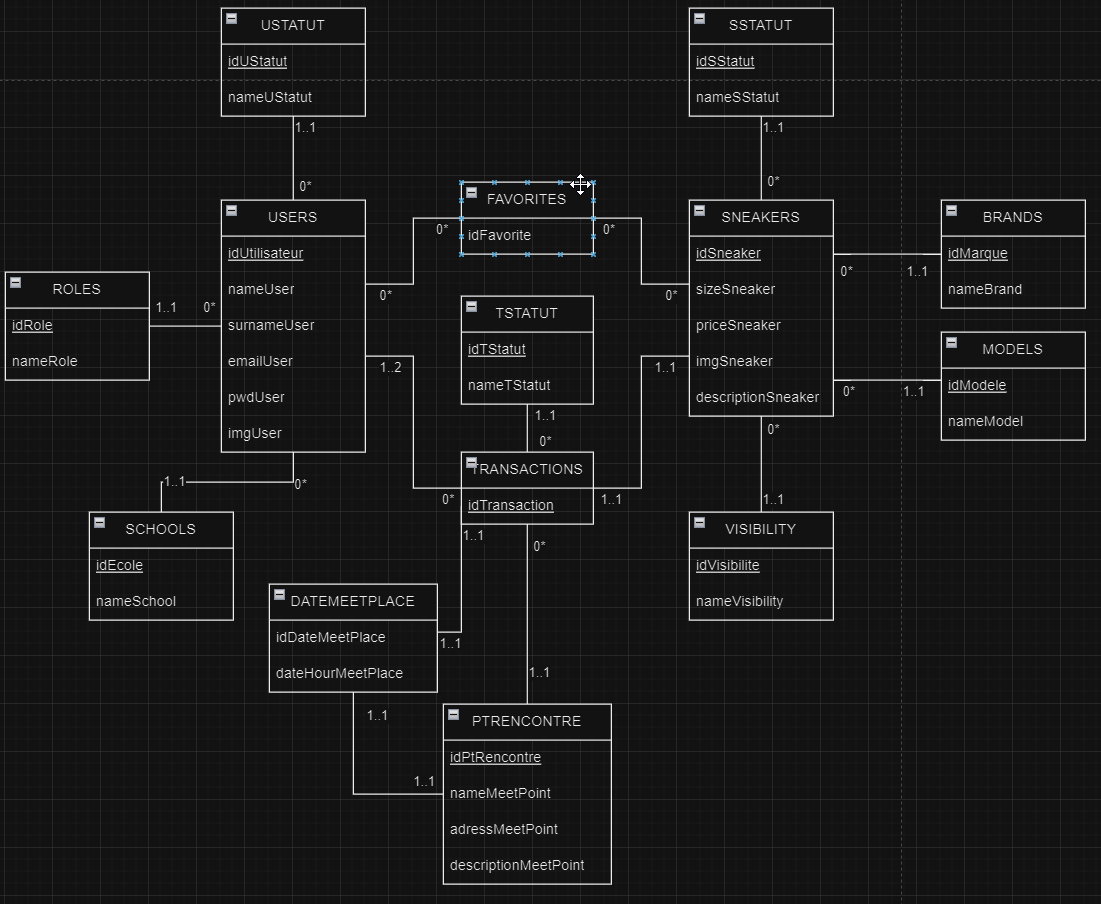 USTATUT
idUStatut
nameUStatut
1..1
0*
SSTATUT
idSStatut
nameSStatut
1..1
0*
FAVORITES
idFavorite
0*
0*
0*
0*
USERS
idUtilisateur
nameUser
surnameUser
emailUser
pwdUser
imgUser
SNEAKERS
idSneaker
sizeSneaker
priceSneaker
imgSneaker
descriptionSneaker
BRANDS
idMarque
nameBrand
0*
1..1
ROLES
idRole
nameRole
1..1
0*
TSTATUT
idTStatut
nameTStatut
1..1
0*
MODELS
idModele
nameModel
0*
1..1
1..2
1..1
0*
1..1
TRANSACTIONS
idTransaction
1..1
0*
1..1
0*
SCHOOLS
idEcole
nameSchool
0*
1..1
VISIBILITY
idVisibilite
nameVisibility
DATEMEETPLACE
idDateMeetPlace
dateHourMeetPlace
1..1
1..1
1..1
1..1
PTRENCONTRE
idPtRencontre
nameMeetPoint
adressMeetPoint
descriptionMeetPoint